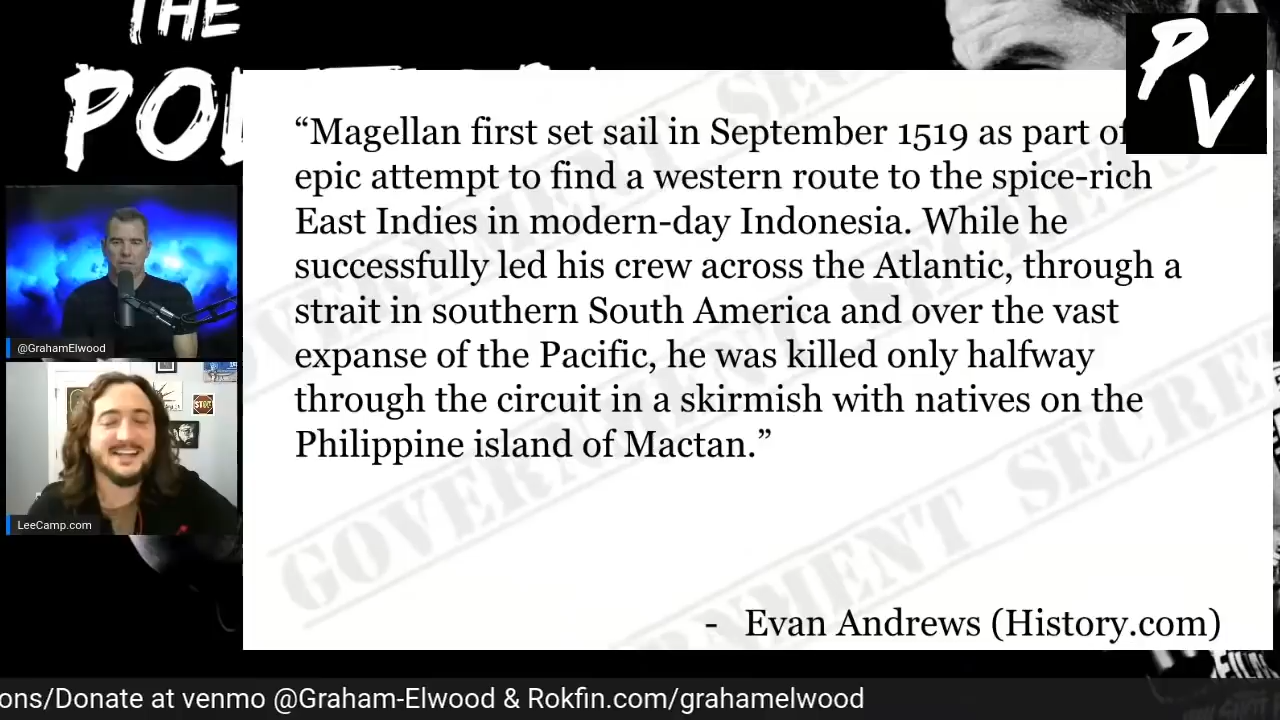 THE
PO
P
V
“Magellan first set sail in September 1519 as part of
epic attempt to find a western route to the spice-rich
East Indies in modern-day Indonesia. While he
successfully led his crew across the Atlantic, through a
strait in southern South America and over the vast
expanse of the Pacific, he was killed only halfway
through the circuit in a skirmish with natives on the
Philippine island of Mactan.”
- Evan Andrews (History.com)
GOVERNMENT SECRET
@GrahamElwood
STOP
LeeCamp.com
ons/Donate at venmo @Graham-Elwood & Rokfin.com/grahamelwood